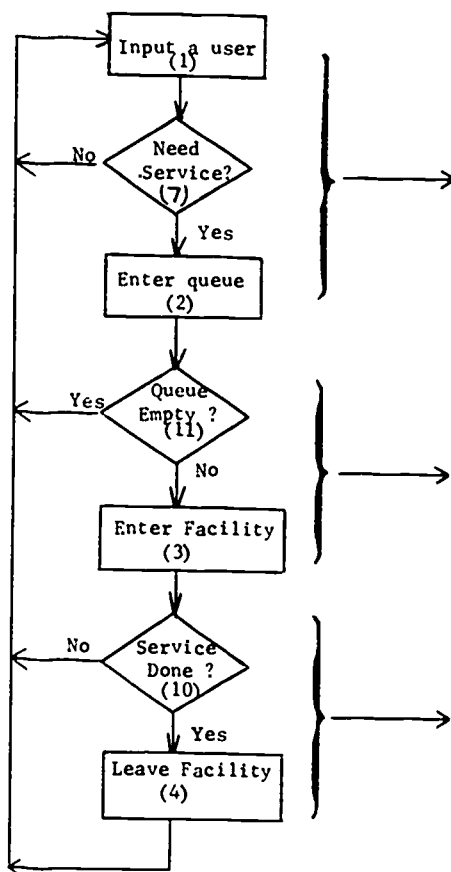 Input a user
(1)
No
Need
Service?
(7)
Yes
Enter queue
(2)
Yes
Queue
Empty ?
(11)
No
Enter Facility
(3)
No
Service
Done ?
(10)
Yes
Leave Facility
(4)